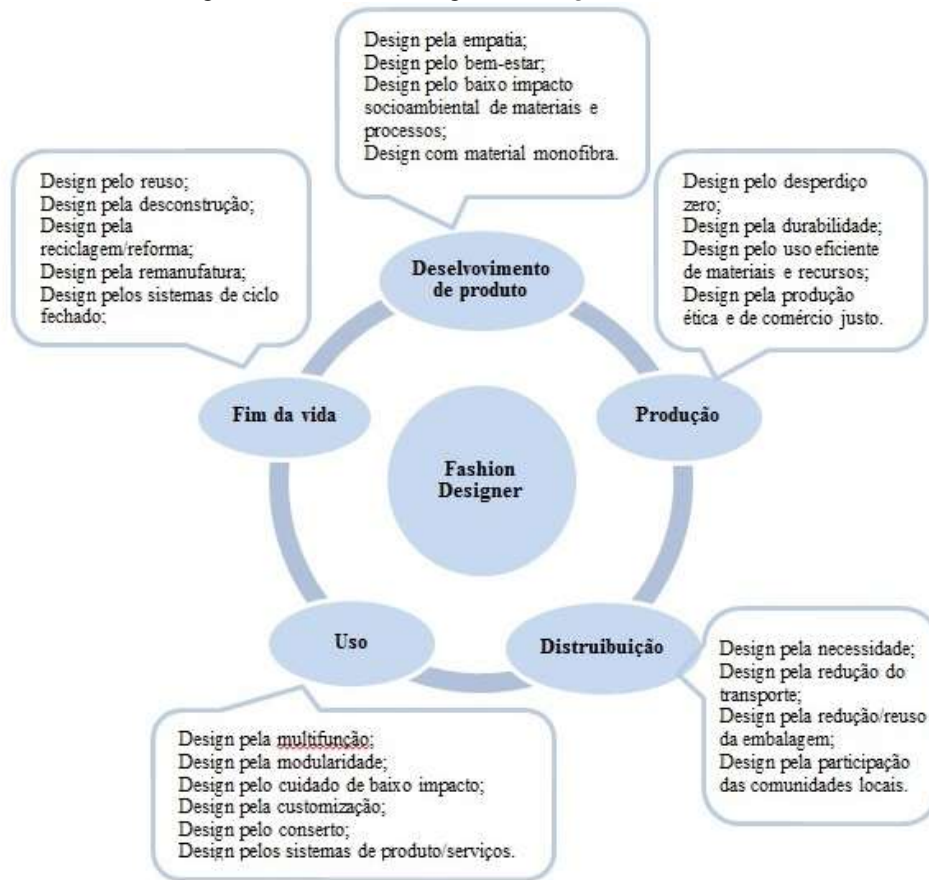 Design pela empatia;
Design pelo bem-estar;
Design pelo baixo impacto
socioambiental de materiais e
processos;
Design com material monofibra.
Design pelo reuso;
Design pela desconstrução;
Design pela
reciclagem/reforma;
Design pela remanufatura;
Design pelos sistemas de ciclo
fechado;
Design pelo desperdiço
zero;
Design pela durabilidade;
Design pelo uso eficiente
de materiais e recursos;
Design pela produção
ética e de comércio justo.
Deselvovimento
de produto
Fim da vida
Produção
Fashion
Designer
Uso
Distruibuição
Design pela necessidade;
Design pela redução do
transporte;
Design pela redução/reuso
da embalagem;
Design pela participação
das comunidades locais.
Design pela multifunção;
Design pela modularidade;
Design pelo cuidado de baixo impacto;
Design pela customização;
Design pelo conserto;
Design pelos sistemas de produto/serviços.